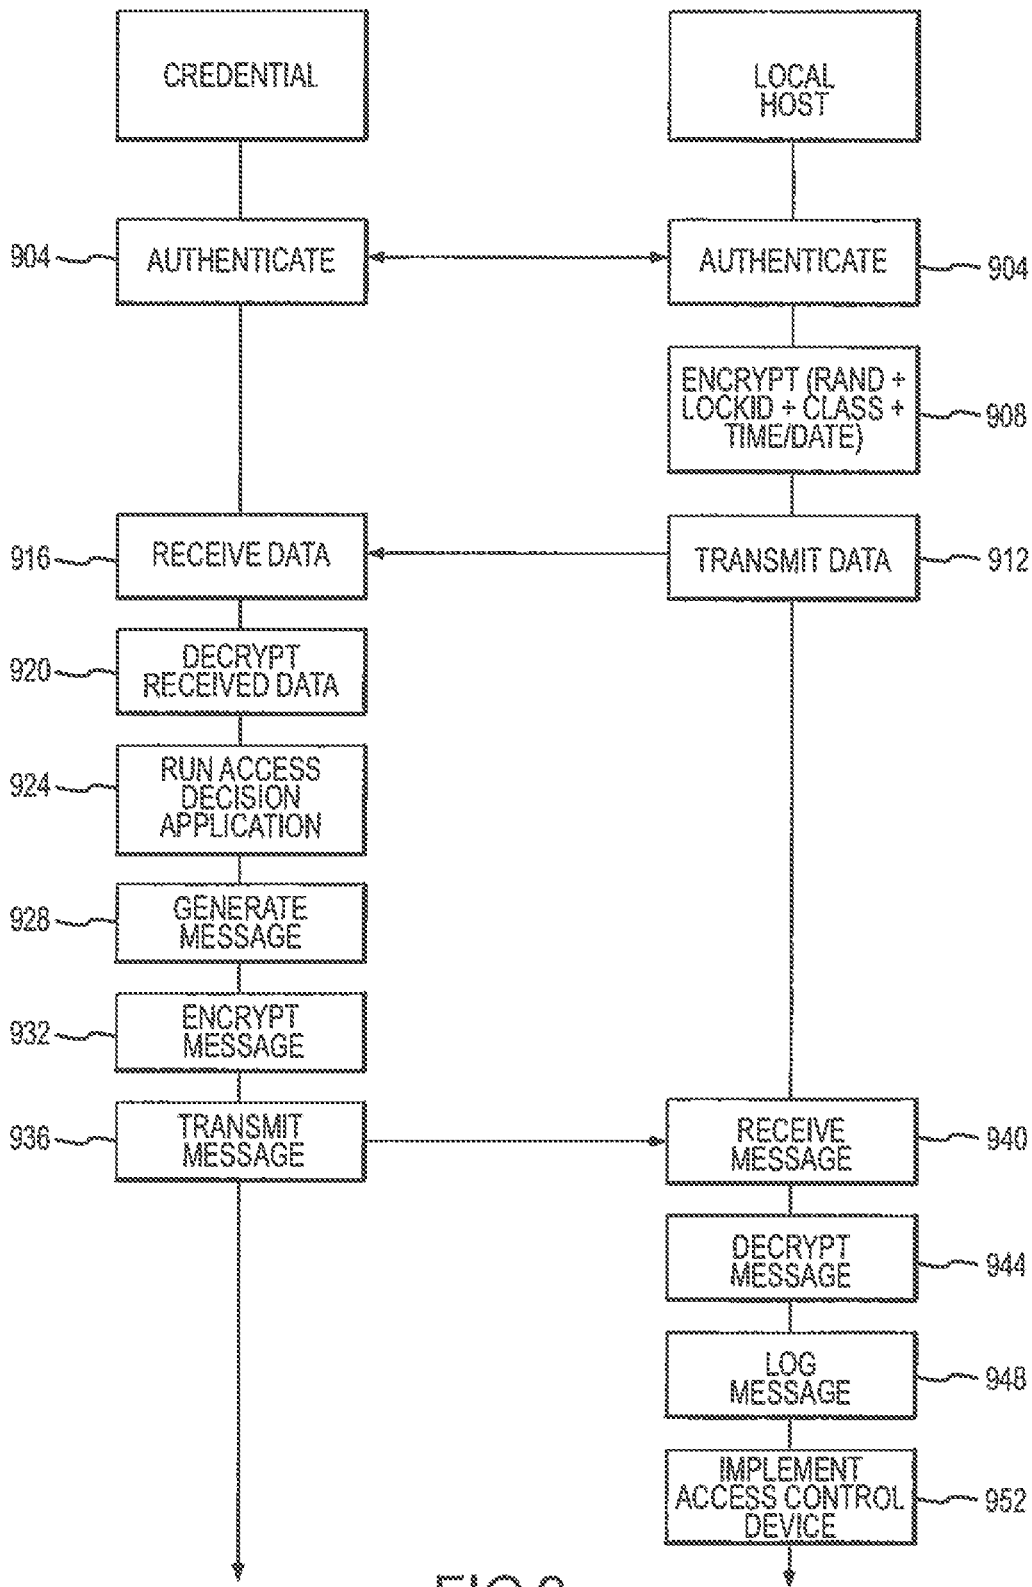 CREDENTIAL
LOCAL
HOST
904
AUTHENTICATE
AUTHENTICATE
904
ENCRYPT (RAND +
LOCKID + CLASS +
TIME/DATE)
908
916
RECEIVE DATA
TRANSMIT DATA
912
920
DECRYPT
RECEIVED DATA
924
RUN ACCESS
DECISION
APPLICATION
928
GENERATE
MESSAGE
932
ENCRYPT
MESSAGE
936
TRANSMIT
MESSAGE
RECEIVE
MESSAGE
940
DECRYPT
MESSAGE
944
LOG
MESSAGE
948
IMPLEMENT
ACCESS CONTROL
DEVICE
952